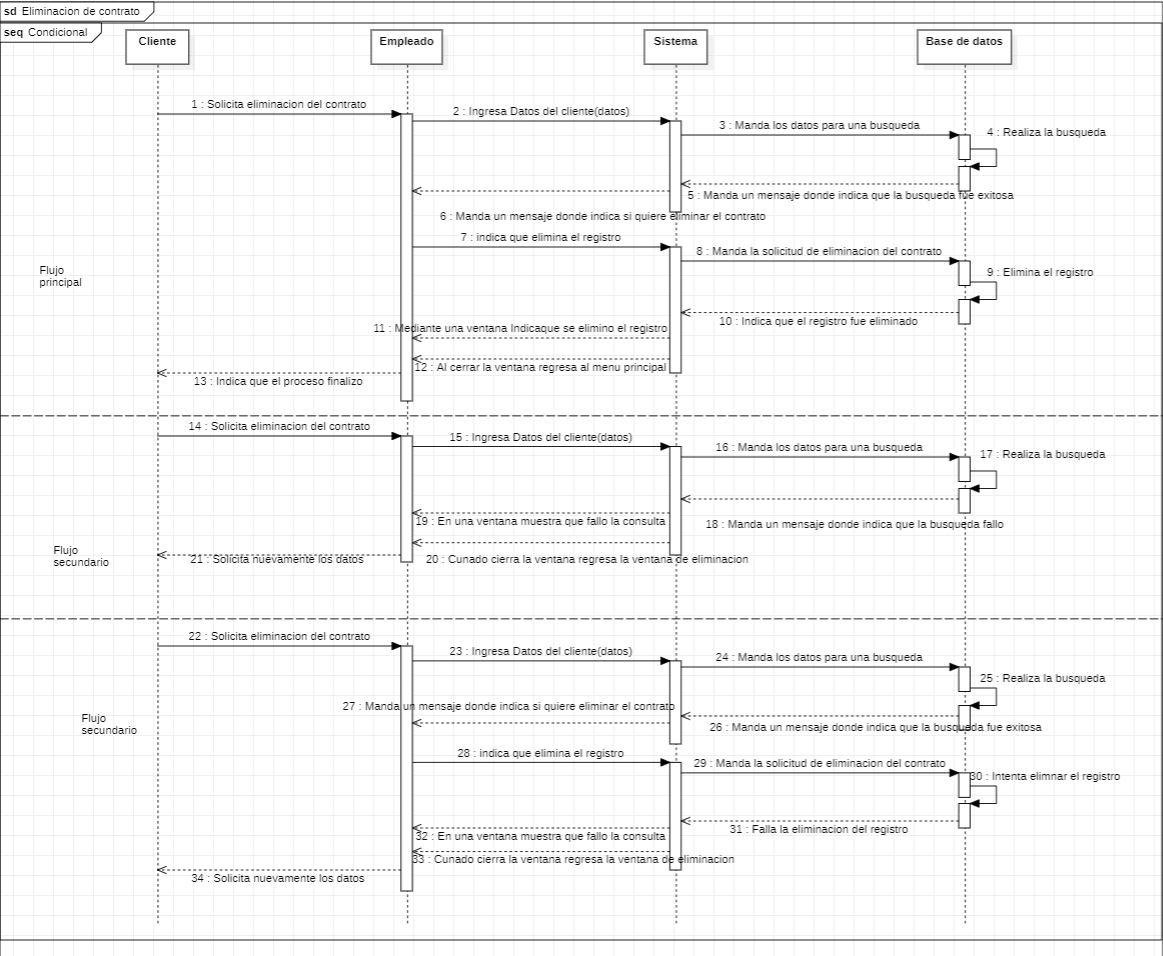 sd Eliminacion de contrato
seq Condicional
Cliente
Empleado
Sistema
Base de datos
1 : Solicita eliminacion del contrato
2 : Ingresa Datos del cliente(datos)
3 : Manda los datos para una busqueda
4 : Realiza la busqueda
5 : Manda un mensaje donde indica que la busqueda fue exitosa
6 : Manda un mensaje donde indica si quiere eliminar el contrato
7 : indica que elimina el registro
8 : Manda la solicitud de eliminacion del contrato
Flujo
principal
9 : Elimina el registro
10 : Indica que el registro fue eliminado
11 : Mediante una ventana Indicaque se elimino el registro
12 : Al cerrar la ventana regresa al menu principal
13 : Indica que el proceso finalizo
14 : Solicita eliminacion del contrato
15 : Ingresa Datos del cliente(datos)
16 : Manda los datos para una busqueda
17 : Realiza la busqueda
18 : Manda un mensaje donde indica que la busqueda fallo
19 : En una ventana muestra que fallo la consulta
Flujo
secundario
20 : Cunado cierra la ventana regresa la ventana de eliminacion
21 : Solicita nuevamente los datos
22 : Solicita eliminacion del contrato
23 : Ingresa Datos del cliente(datos)
24 : Manda los datos para una busqueda
25 : Realiza la busqueda
26 : Manda un mensaje donde indica que la busqueda fue exitosa
27 : Manda un mensaje donde indica si quiere eliminar el contrato
Flujo
secundario
28 : indica que elimina el registro
29 : Manda la solicitud de eliminacion del contrato
30 : Intenta elimnar el registro
31 : Falla la eliminacion del registro
32 : En una ventana muestra que fallo la consulta
33 : Cunado cierra la ventana regresa la ventana de eliminacion
34 : Solicita nuevamente los datos